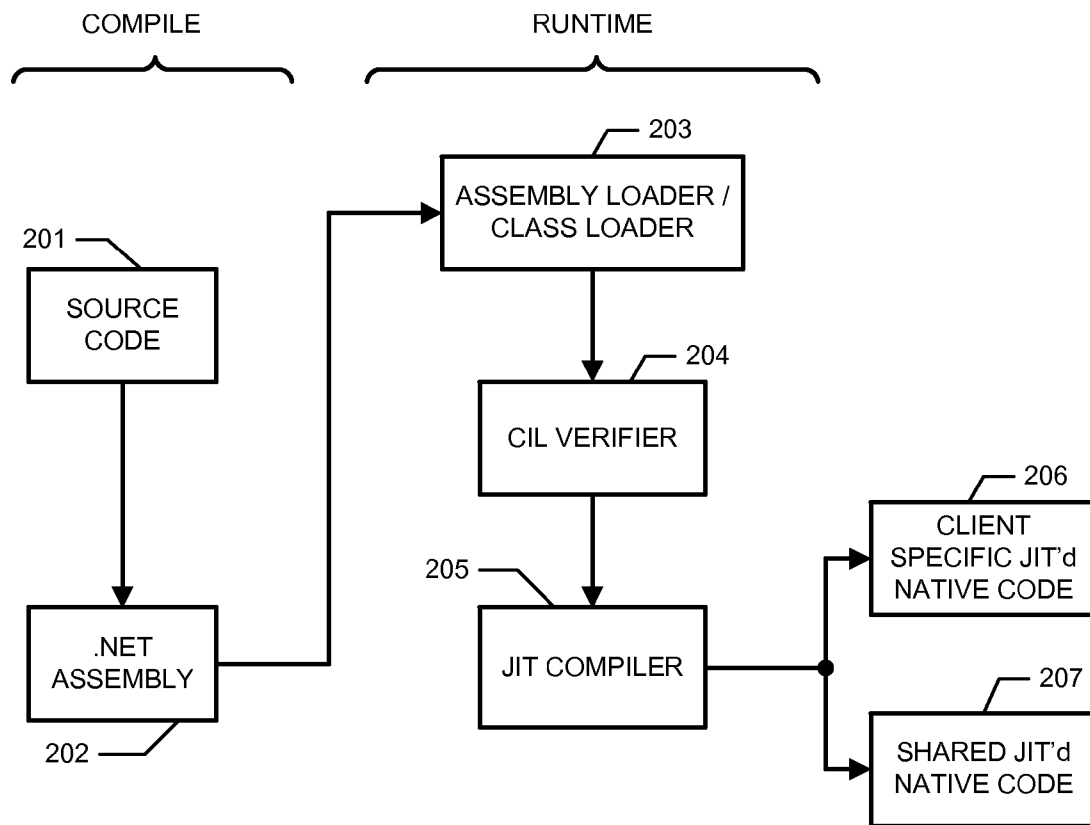 COMPILE
RUNTIME
203
ASSEMBLY LOADER /
CLASS LOADER
201
SOURCE
CODE
204
CIL VERIFIER
206
CLIENT
SPECIFIC JIT'd
NATIVE CODE
205
JIT COMPILER
.NET
ASSEMBLY
202
207
SHARED JIT'd
NATIVE CODE